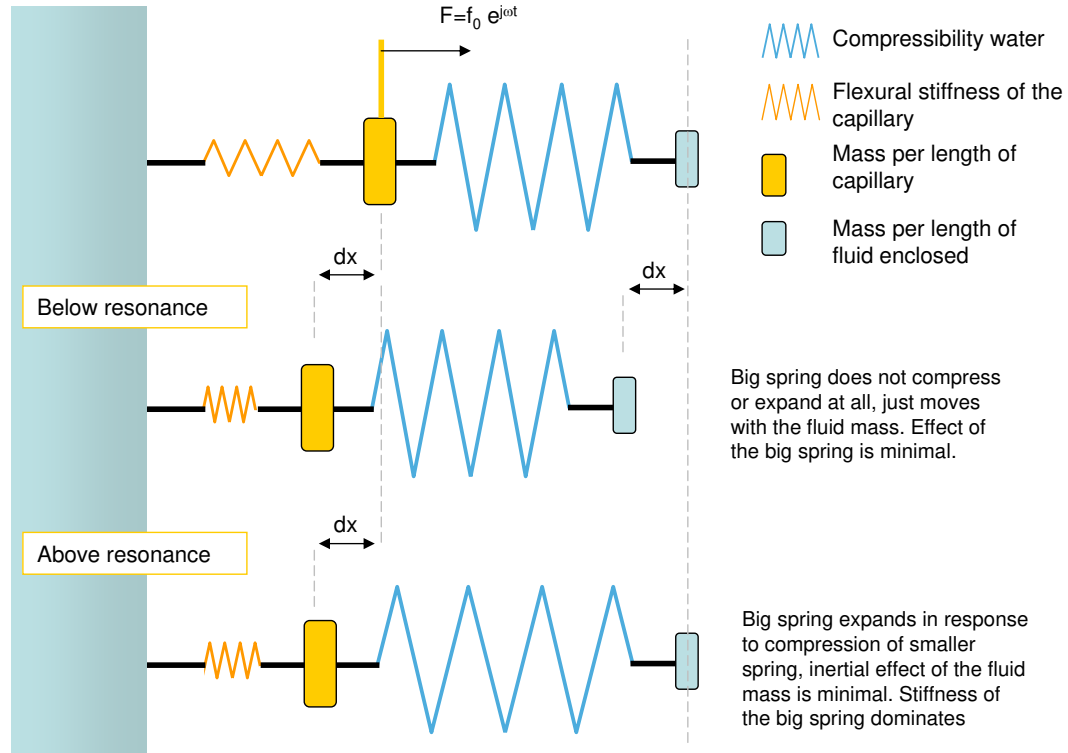 F=f0 e^jωt
Compressibility water
Flexural stiffness of the
capillary
Mass per length of
capillary
Mass per length of
fluid enclosed
dx
dx
Below resonance
Big spring does not compress
or expand at all, just moves
with the fluid mass. Effect of
the big spring is minimal.
dx
Above resonance
Big spring expands in response
to compression of smaller
spring, inertial effect of the fluid
mass is minimal. Stiffness of
the big spring dominates